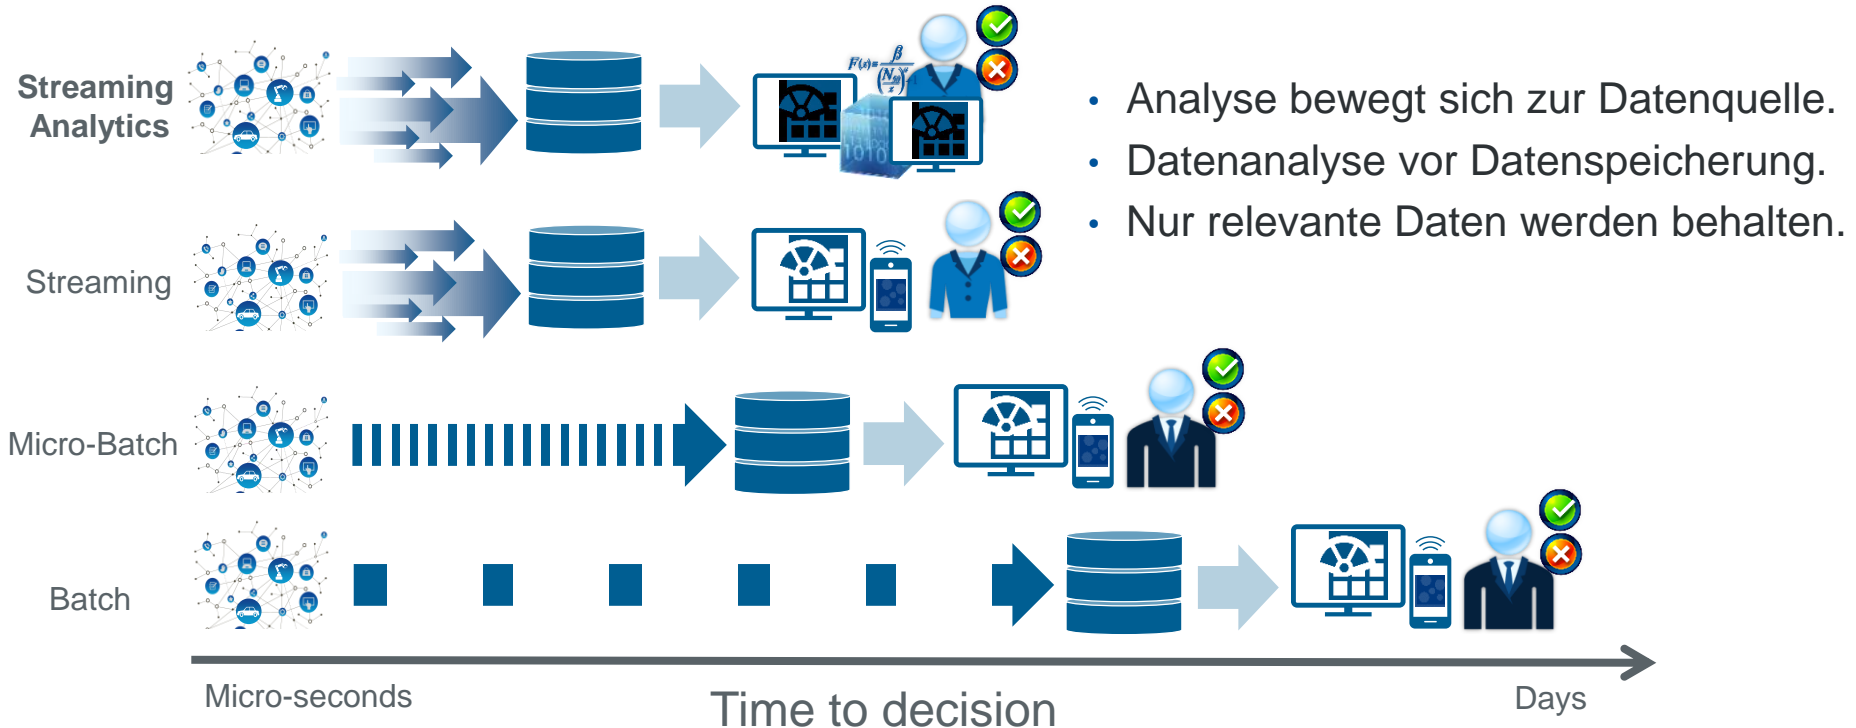 Streaming
Analytics
• Analyse bewegt sich zur Datenquelle.
• Datenanalyse vor Datenspeicherung.
• Nur relevante Daten werden behalten.
Streaming
Micro-Batch
Batch
Micro-seconds
Time to decision
Days